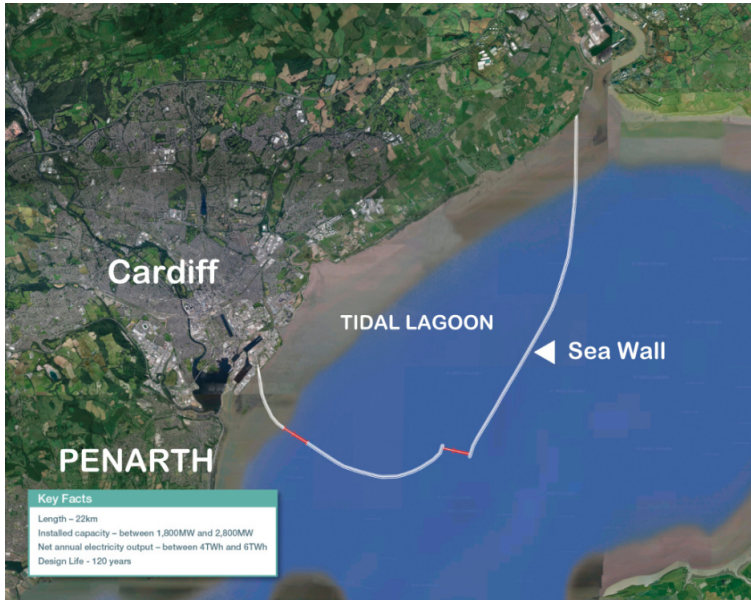 Cardiff
TIDAL LAGOON
Sea Wall
PENARTH
Key Facts
Length – 22km
Installed capacity – between 1,800MW and 2,800MW
Net annual electricity output – between 4TWh and 6TWh
Design Life - 120 years